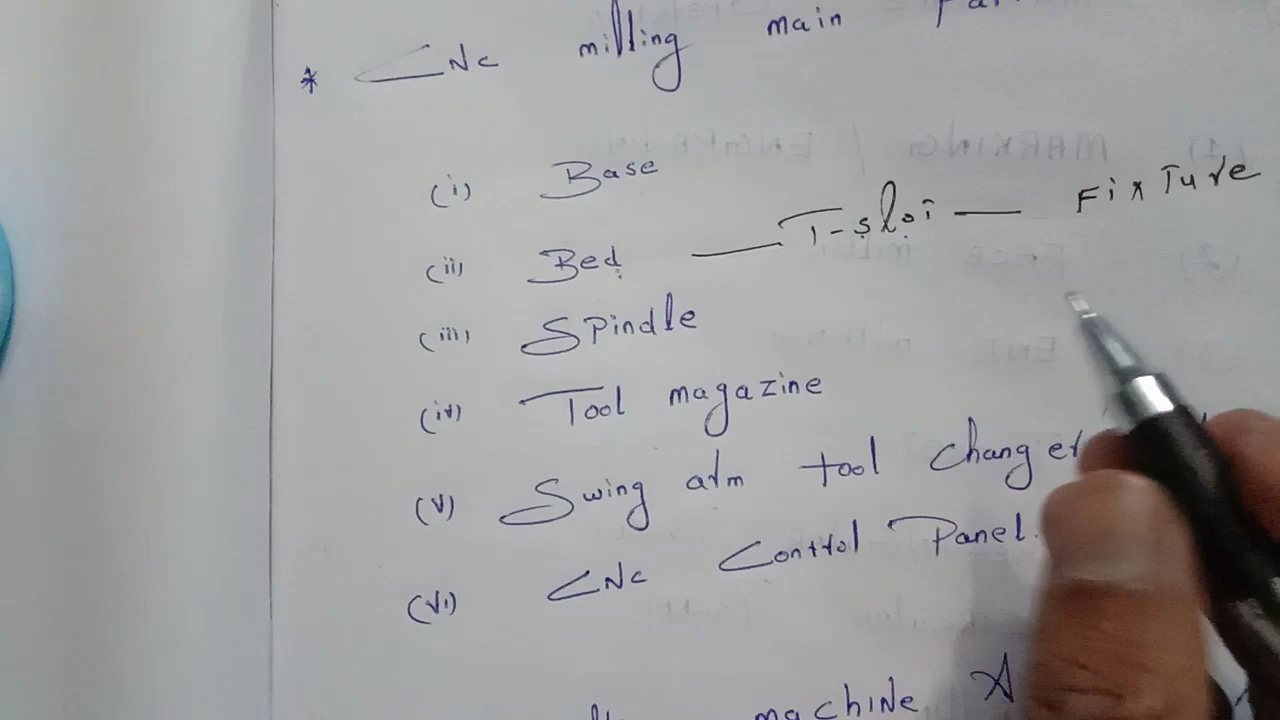 * CNC milling main
(i) Base
(ii) Bed — T-slot — Fixture
(iii) Spindle
(iv) Tool magazine
(v) Swing arm tool changer
(vi) CNC Control Panel.
machine